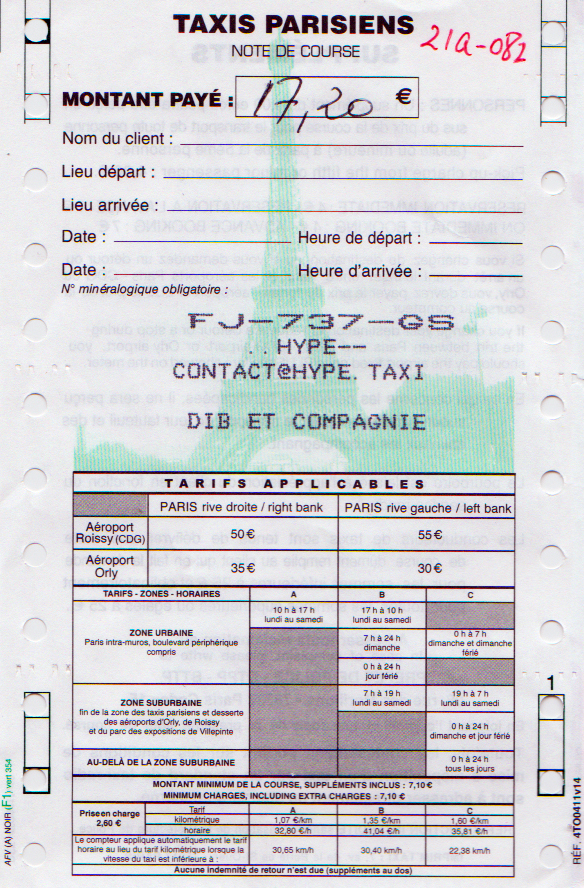 TAXIS PARISIENS
NOTE DE COURSE
21a-082
MONTANT PAYÉ : 17,20 €
Nom du client :
Lieu départ :
Lieu arrivée :
Date : Heure de départ :
Date : Heure d'arrivée :
N° minéralogique obligatoire :
FJ-737-GS
..HYPE--
CONTACT@HYPE.TAXI
DIB ET COMPAGNIE
TARIFS APPLICABLES
PARIS rive droite / right bank PARIS rive gauche / left bank
Aéroport Roissy (CDG) 50€ 55€
Aéroport Orly 35€ 30€
TARIFS - ZONES - HORAIRES A B C
ZONE URBAINE
Paris intra-muros, boulevard périphérique
compris
10 h à 17 h
lundi au samedi
17 h à 10 h
lundi au samedi
7 h à 24 h
dimanche
0 h à 7 h
dimanche et dimanche
férié
0 h à 24 h
jour férié
ZONE SUBURBAINE
fin de la zone des taxis parisiens et desserte
des aéroports d'Orly, de Roissy
et du parc des expositions de Villepinte
7 h à 19 h
lundi au samedi
19 h à 7 h
lundi au samedi
0 h à 24 h
dimanche et jour férié
AU-DELÀ DE LA ZONE SUBURBAINE
0 h à 24 h
tous les jours
MONTANT MINIMUM DE LA COURSE, SUPPLÉMENTS INCLUS : 7,10 €
MINIMUM CHARGES, INCLUDING EXTRA CHARGES : 7,10 €
Prise en charge
2,60 €
Tarif A B C
kilométrique 1,07 €/km 1,35 €/km 1,60 €/km
horaire 32,80 €/h 41,04 €/h 35,81 €/h
Le compteur applique automatiquement le tarif
horaire au lieu du tarif kilométrique lorsque la
vitesse du taxi est inférieure à :
30,65 km/h 30,40 km/h 22,38 km/h
Aucune indemnité de retour n'est due (suppléments au dos)
1
AFV (A) NOIR (F1) vert 354
RÉF. 4TO0411v14